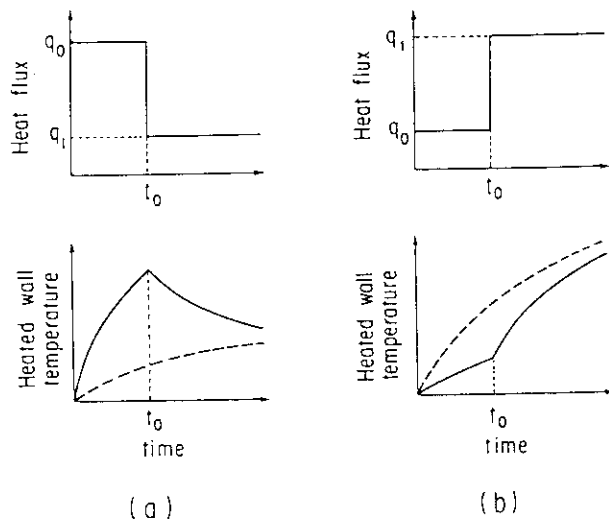 Heat flux
q₀
q₁
t₀
Heated wall
temperature
t₀
time
(a)
Heat flux
q₁
q₀
t₀
Heated wall
temperature
t₀
time
(b)